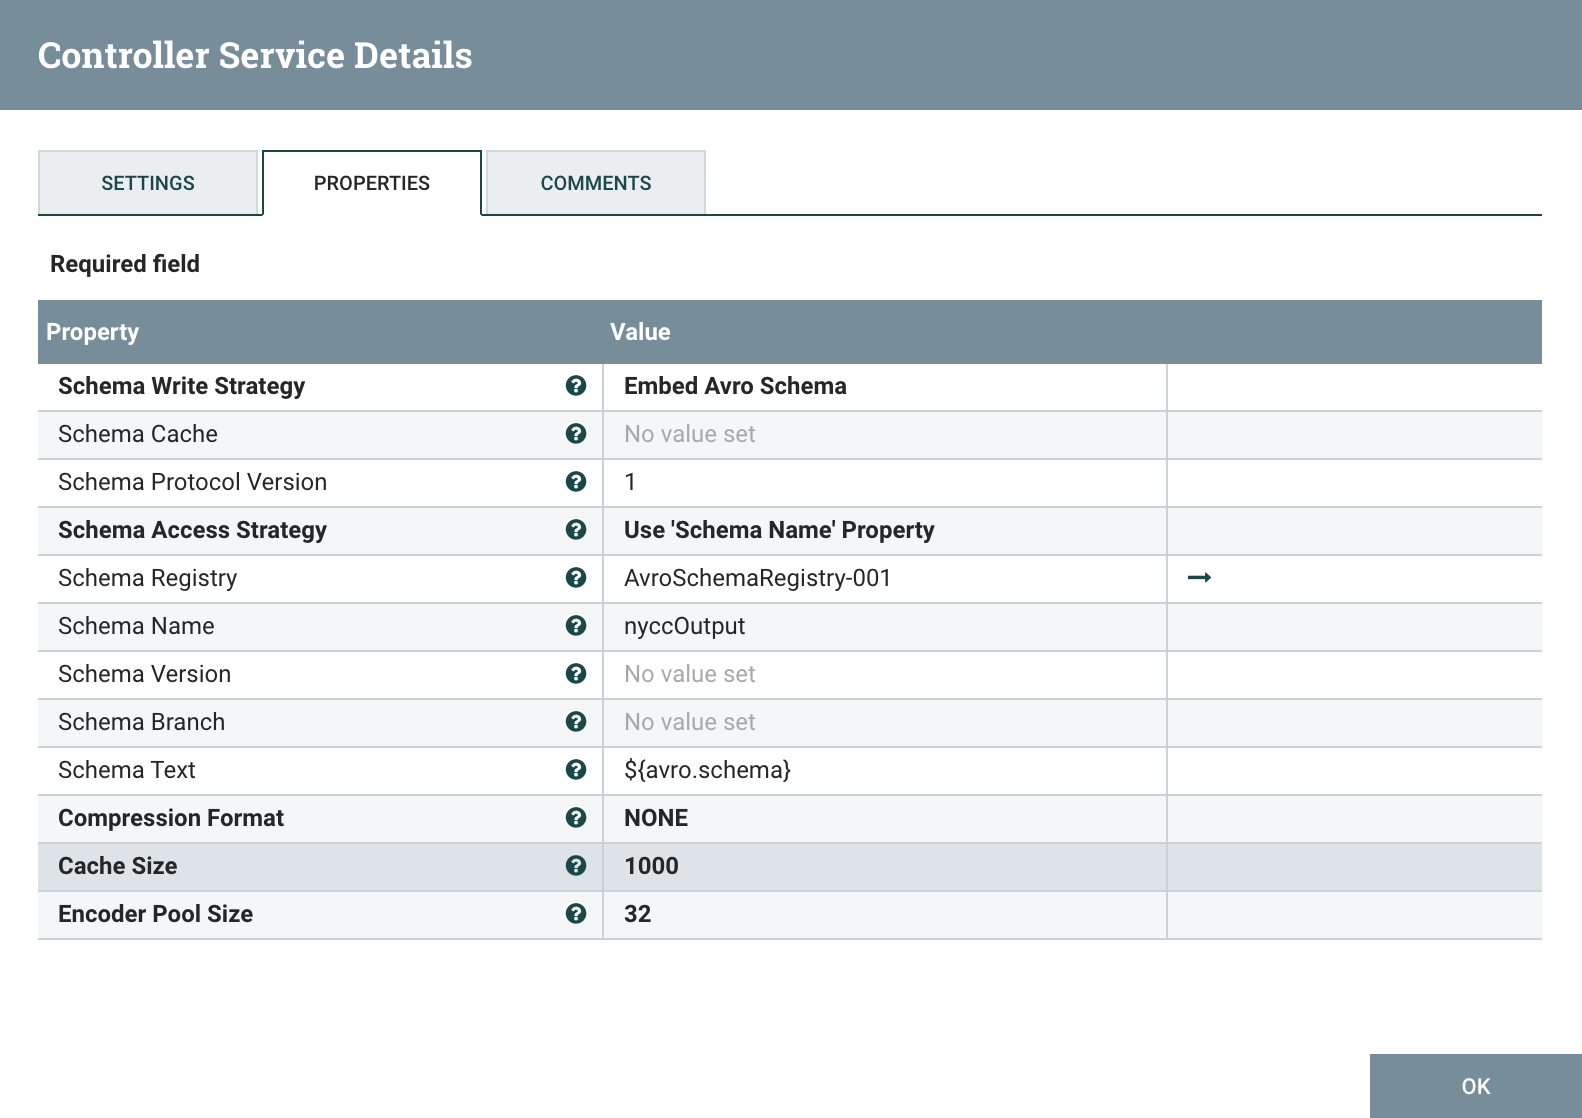 Controller Service Details
SETTINGS PROPERTIES COMMENTS
Required field
Property Value
Schema Write Strategy Embed Avro Schema
Schema Cache No value set
Schema Protocol Version 1
Schema Access Strategy Use 'Schema Name' Property
Schema Registry AvroSchemaRegistry-001
Schema Name nyccOutput
Schema Version No value set
Schema Branch No value set
Schema Text ${avro.schema}
Compression Format NONE
Cache Size 1000
Encoder Pool Size 32
OK